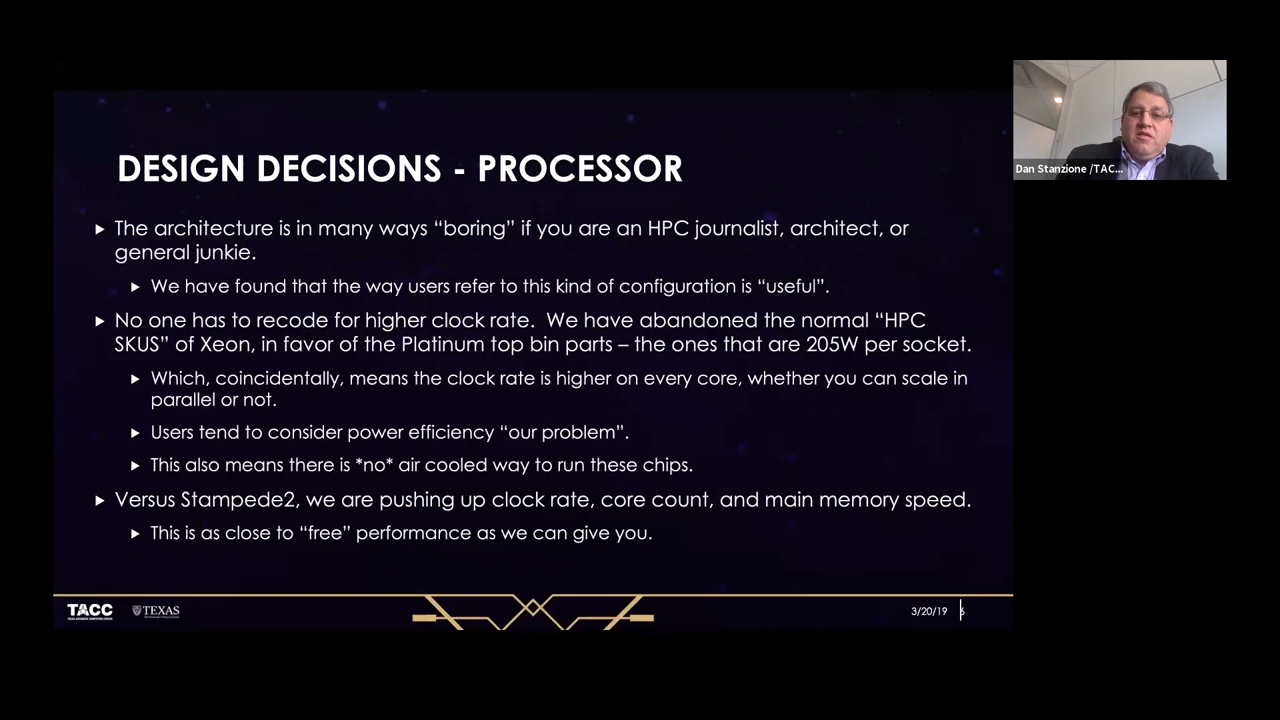 DESIGN DECISIONS - PROCESSOR
The architecture is in many ways “boring” if you are an HPC journalist, architect, or
general junkie.
We have found that the way users refer to this kind of configuration is “useful”.
No one has to recode for higher clock rate. We have abandoned the normal “HPC
SKUS” of Xeon, in favor of the Platinum top bin parts – the ones that are 205W per socket.
Which, coincidentally, means the clock rate is higher on every core, whether you can scale in
parallel or not.
Users tend to consider power efficiency “our problem”.
This also means there is *no* air cooled way to run these chips.
Versus Stampede2, we are pushing up clock rate, core count, and main memory speed.
This is as close to “free” performance as we can give you.
Dan Stanzione /TAC...
TACC
TEXAS
3/20/19 6